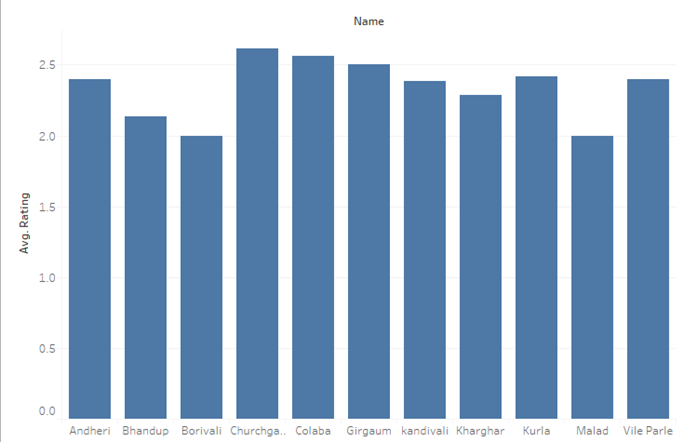 Name
Avg. Rating
2.5
2.0
1.5
1.0
0.5
0.0
Andheri Bhandup Borivali Churchga.. Colaba Girgaum kandivali Kharghar Kurla Malad Vile Parle